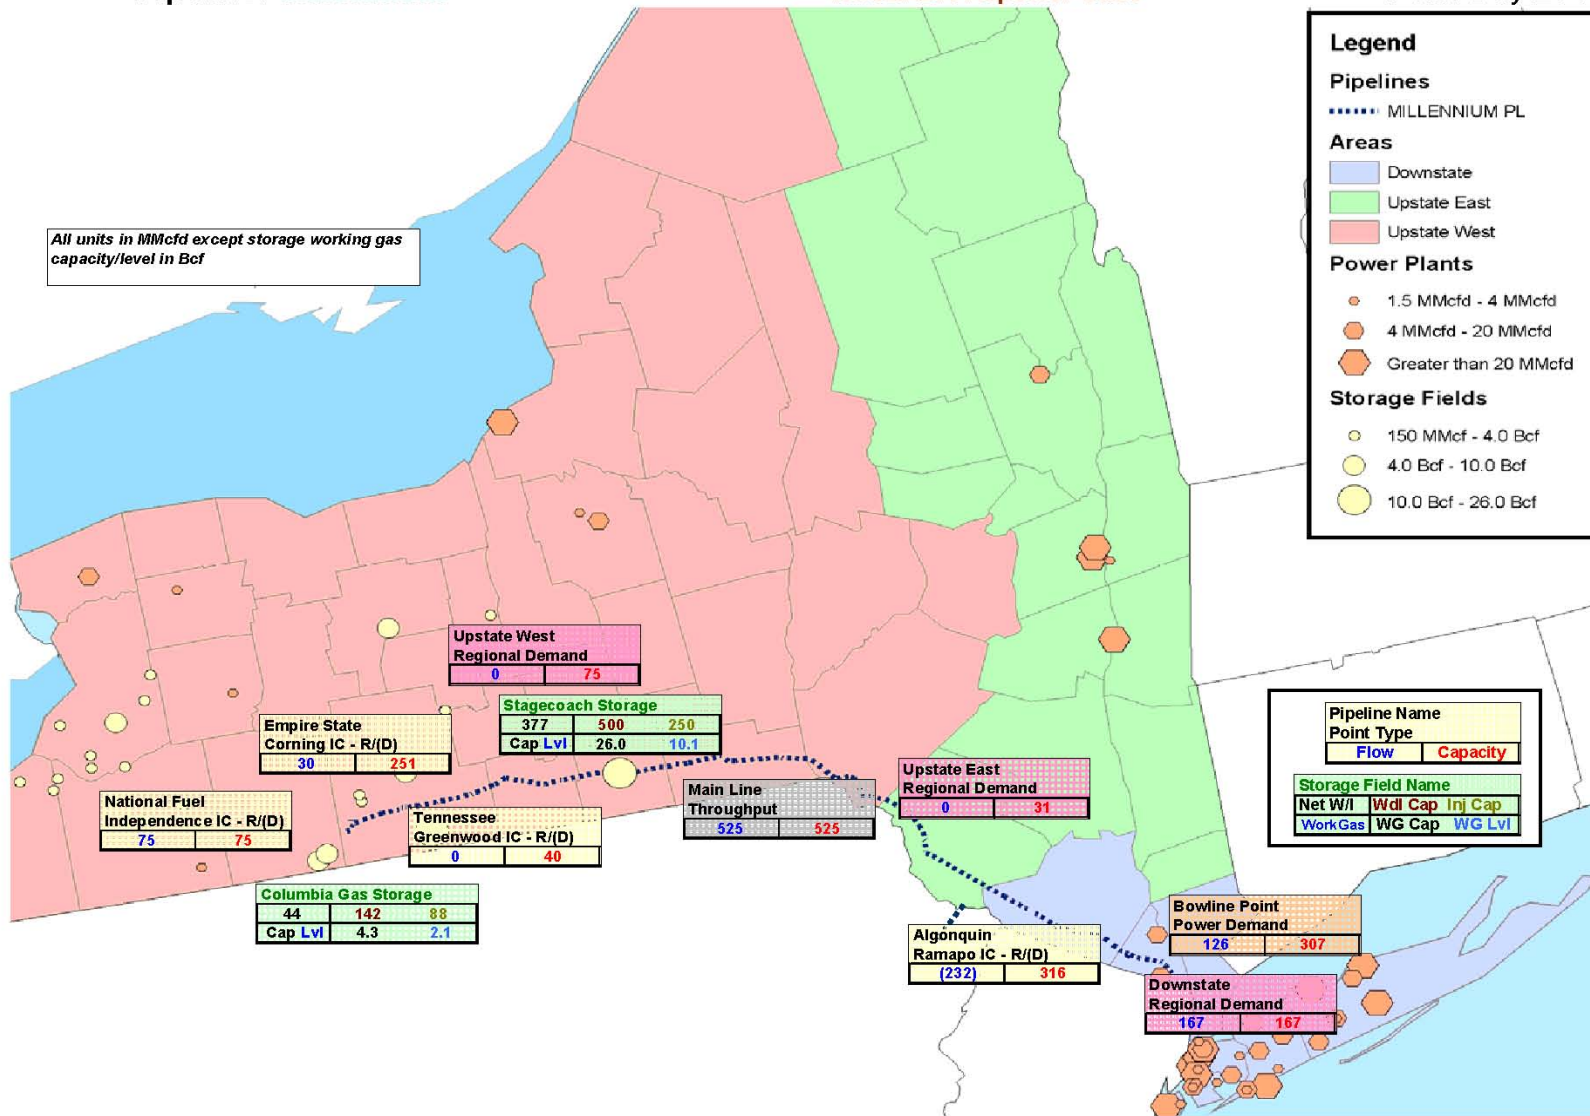 Legend
Pipelines
MILLENNIUM PL
Areas
Downstate
Upstate East
Upstate West
Power Plants
1.5 MMcfd - 4 MMcfd
4 MMcfd - 20 MMcfd
Greater than 20 MMcfd
Storage Fields
150 MMcf - 4.0 Bcf
4.0 Bcf - 10.0 Bcf
10.0 Bcf - 26.0 Bcf
All units in MMcfd except storage working gas
capacity/level in Bcf
Upstate West
Regional Demand
0 75
Stagecoach Storage
377 500 250
Cap Lvl 26.0 10.1
Empire State
Corning IC - R/(D)
30 251
National Fuel
Independence IC - R/(D)
75 75
Tennessee
Greenwood IC - R/(D)
0 40
Columbia Gas Storage
44 142 88
Cap Lvl 4.3 2.1
Main Line
Throughput
525 525
Upstate East
Regional Demand
0 31
Algonquin
Ramapo IC - R/(D)
(232) 316
Bowline Point
Power Demand
126 307
Downstate
Regional Demand
167 167
Pipeline Name
Point Type
Flow Capacity
Storage Field Name
Net W/I Wdl Cap Inj Cap
WorkGas WG Cap WG Lvl